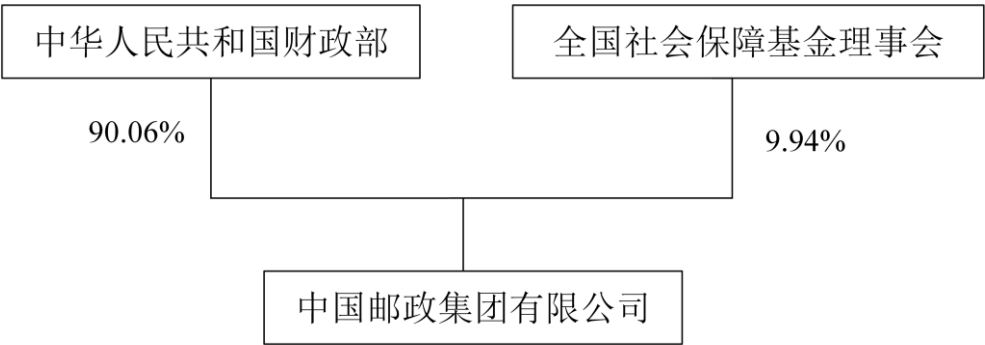 中华人民共和国财政部
全国社会保障基金理事会
90.06%
9.94%
中国邮政集团有限公司